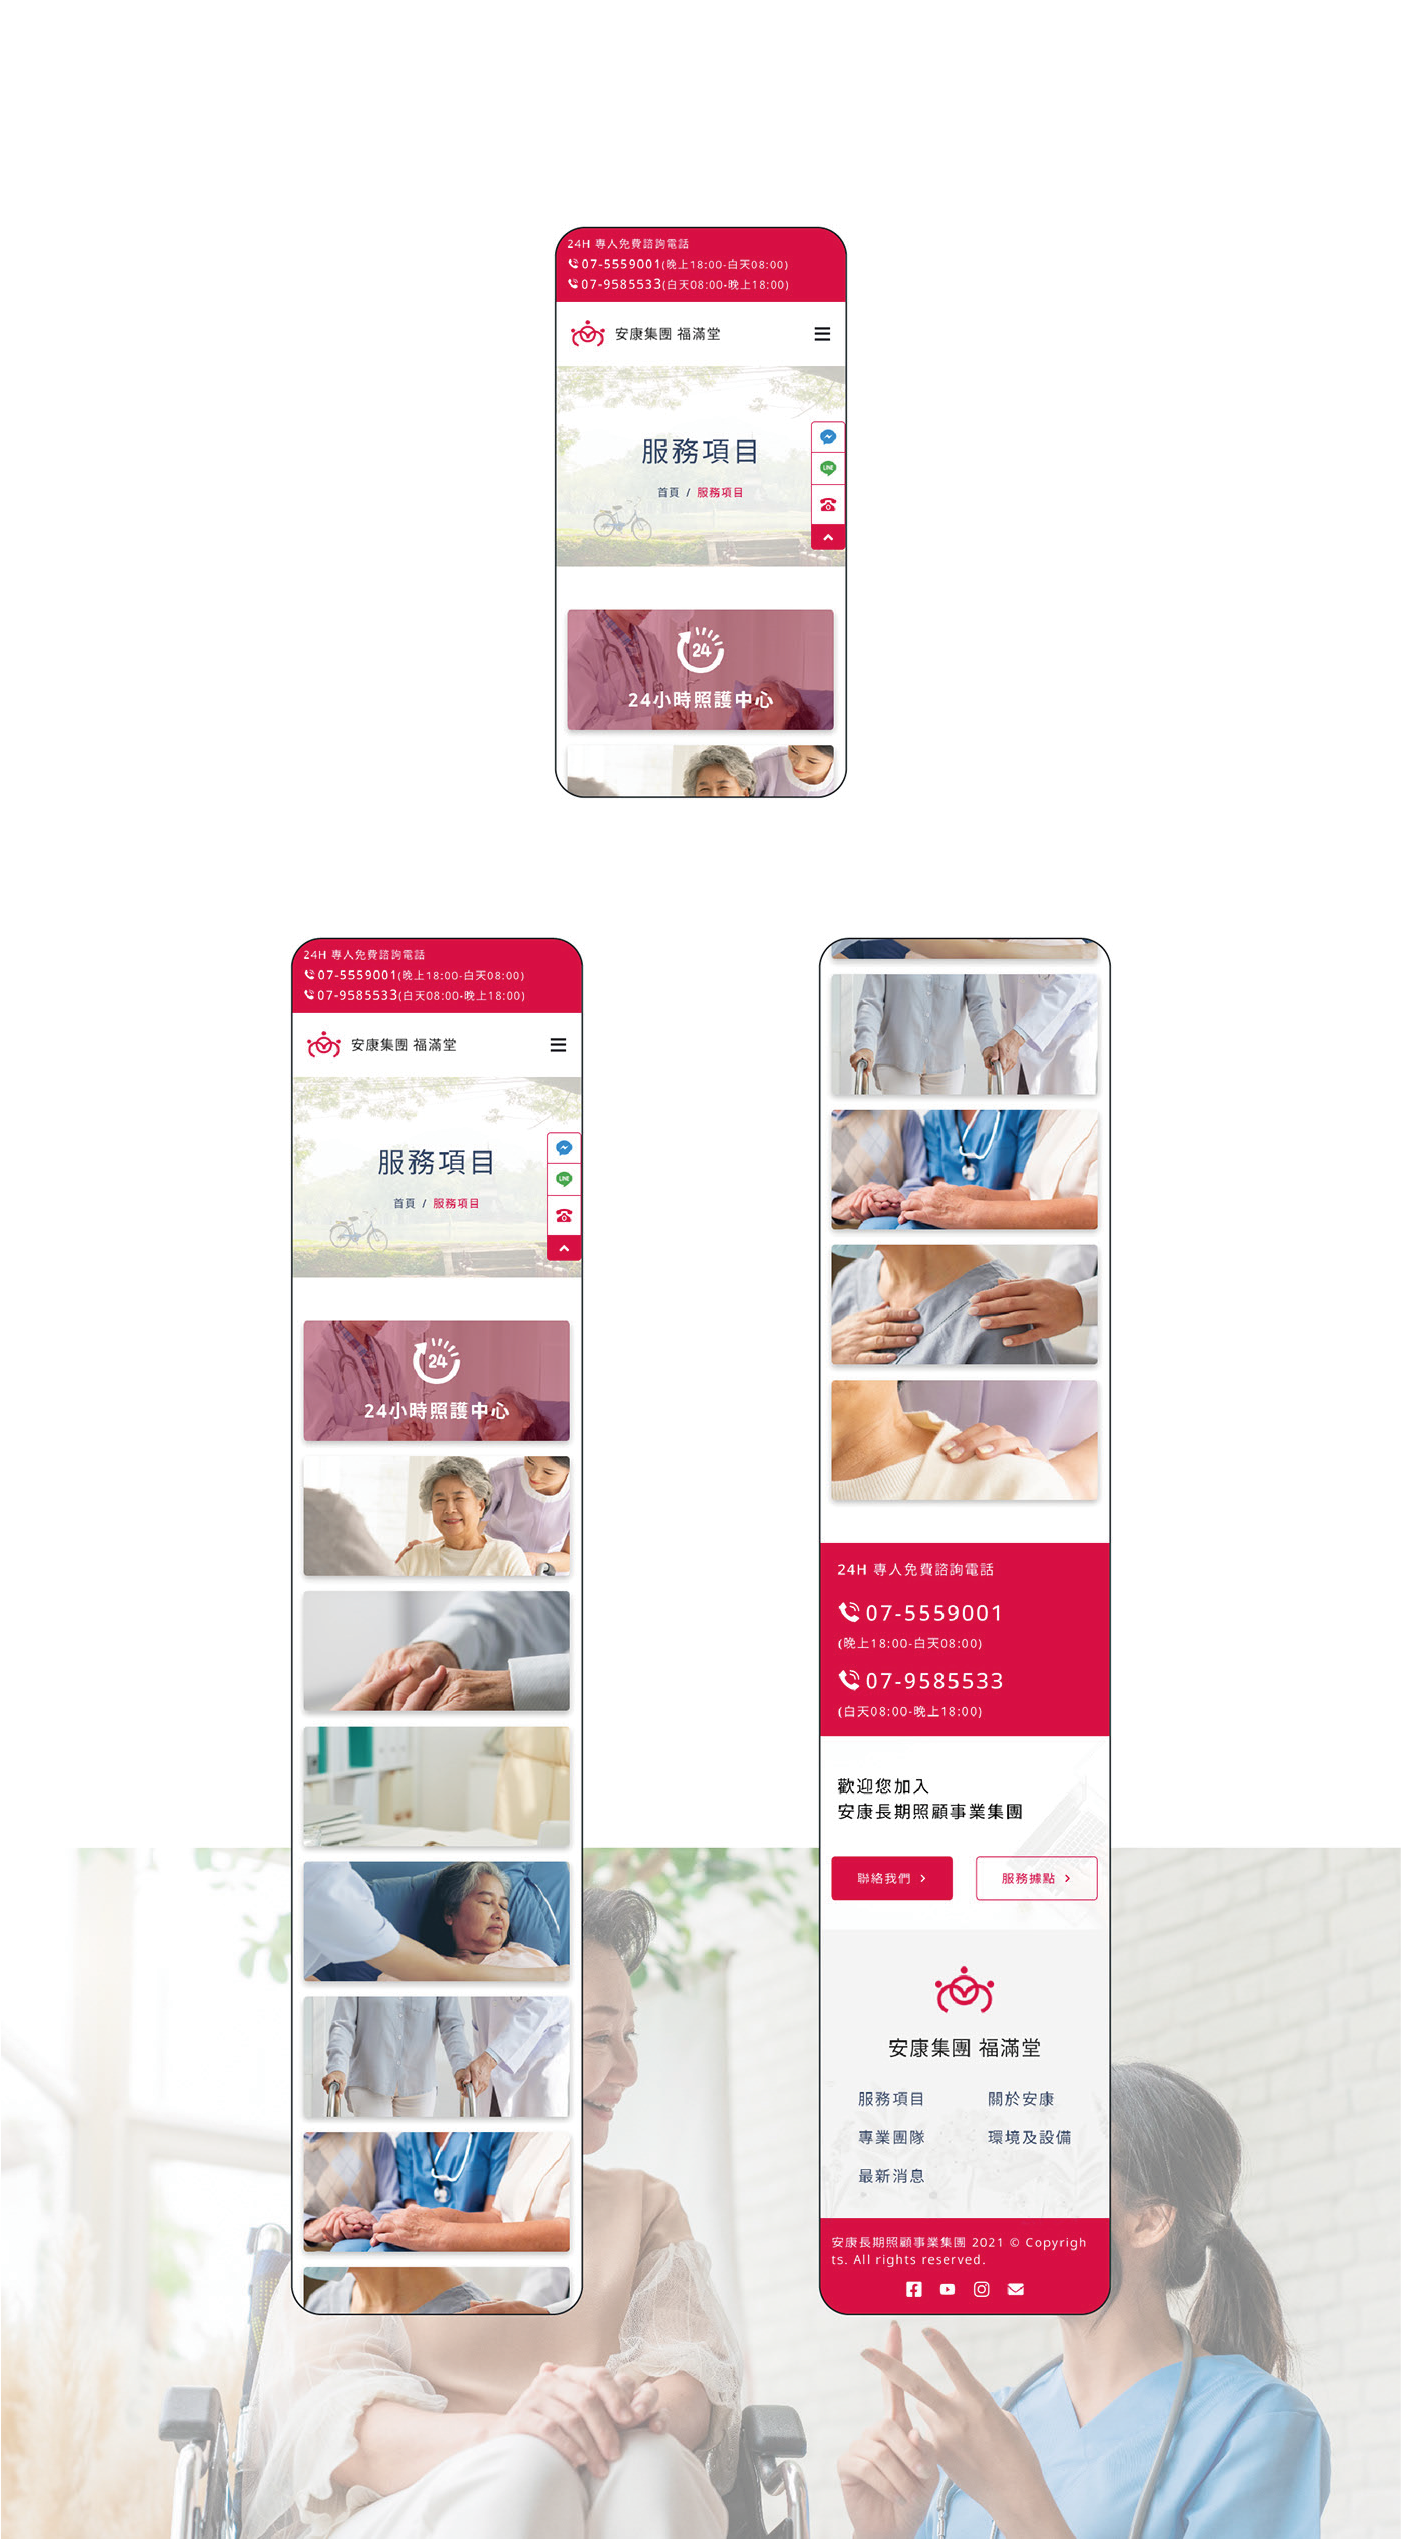 24H 專人免費諮詢電話
07-5559001(晚上18:00-白天08:00)
07-9585533(白天08:00-晚上18:00)
安康集團 福滿堂
服務項目
首頁 / 服務項目
LINE
24
24小時照護中心
24H 專人免費諮詢電話
07-5559001(晚上18:00-白天08:00)
07-9585533(白天08:00-晚上18:00)
安康集團 福滿堂
服務項目
首頁 / 服務項目
LINE
24
24小時照護中心
24H 專人免費諮詢電話
07-5559001
(晚上18:00-白天08:00)
07-9585533
(白天08:00-晚上18:00)
歡迎您加入
安康長期照顧事業集團
聯絡我們
服務據點
安康集團 福滿堂
服務項目 關於安康
專業團隊 環境及設備
最新消息
安康長期照顧事業集團 2021 © Copyrigh
ts. All rights reserved.